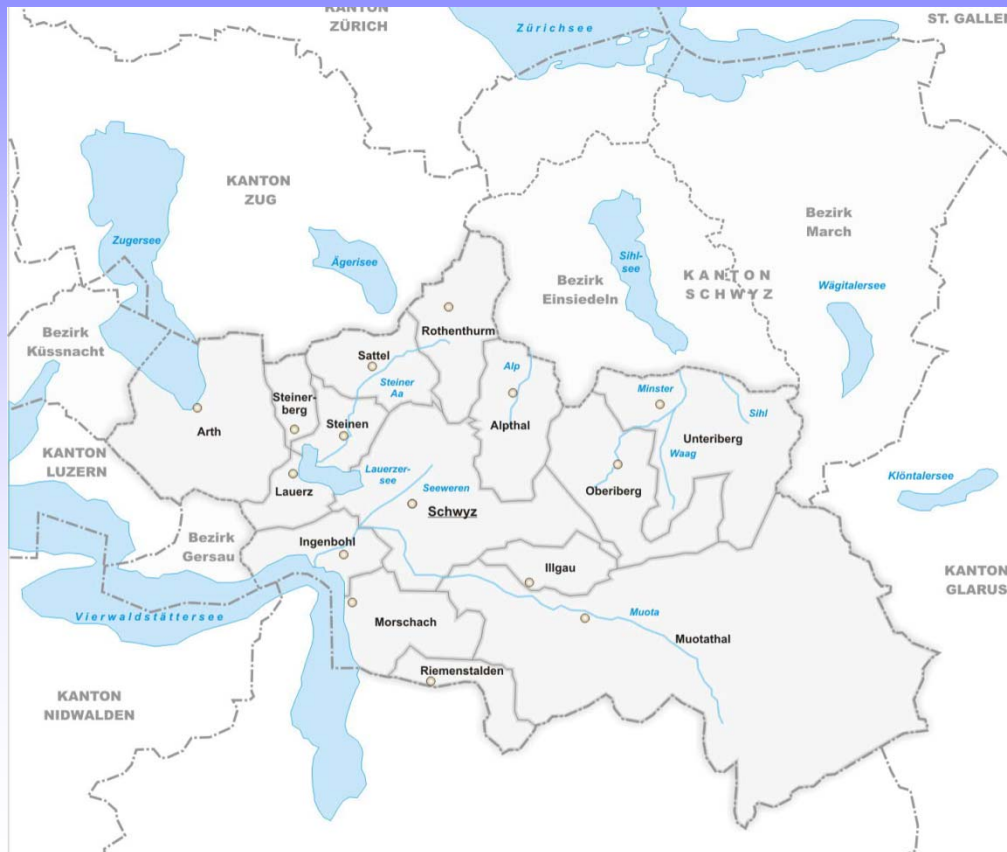 KANTON
ZÜRICH
Zürichsee
ST. GALLEN
KANTON
ZUG
Bezirk
March
Zugersee
Ägerisee
Sihl-
see
Bezirk
Einsiedeln
KANTON
SCHWYZ
Wägitalersee
Bezirk
Küssnacht
Rothenthurm
Sattel
Steiner
Aa
Alp
Minster
Sihl
Steiner-
berg
Steinen
Arth
Alpthal
Unteriberg
Waag
KANTON
LUZERN
Lauerz
Lauerzer-
see
Seeweren
Oberiberg
Klöntalersee
Schwyz
Bezirk
Gersau
Ingenbohl
Illgau
KANTON
GLARUS
Vierwaldstättersee
Morschach
Muota
Muotathal
Riemenstalden
KANTON
NIDWALDEN